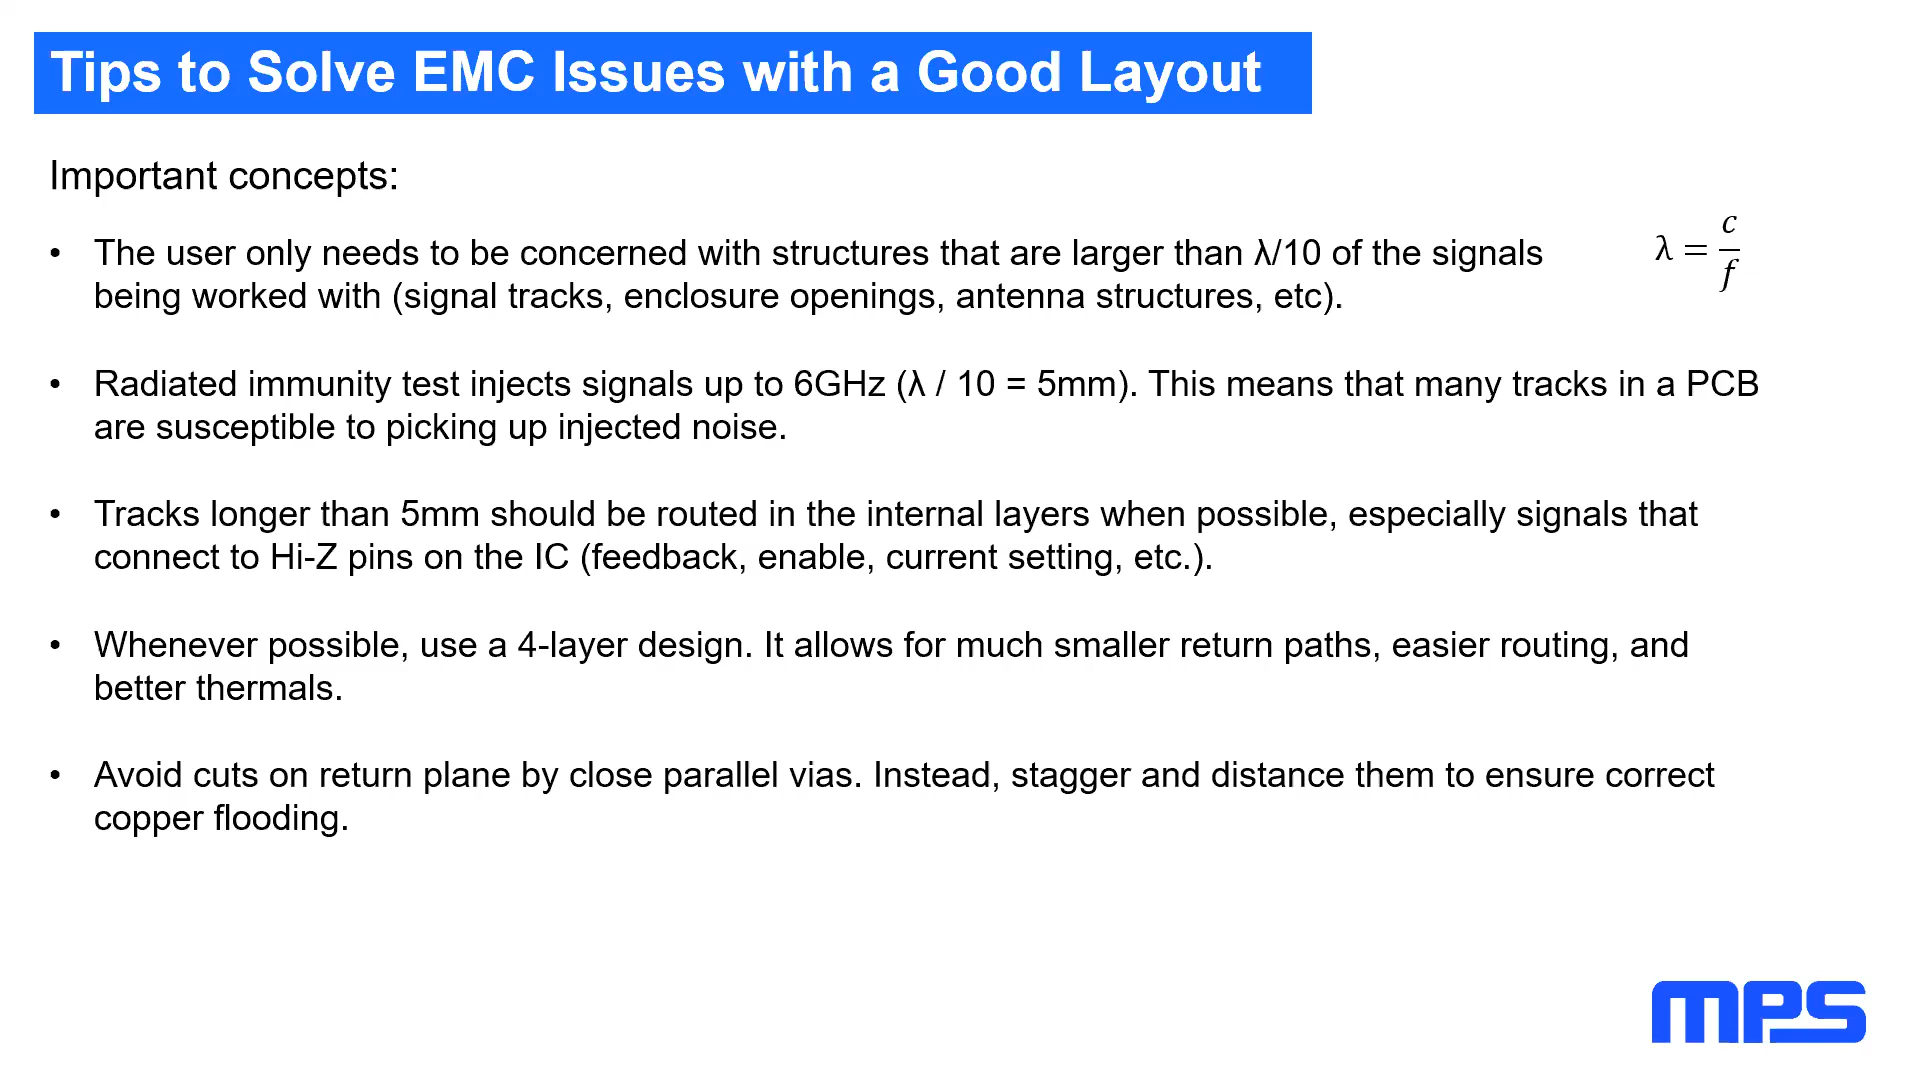 Tips to Solve EMC Issues with a Good Layout
Important concepts:
• The user only needs to be concerned with structures that are larger than λ/10 of the signals
being worked with (signal tracks, enclosure openings, antenna structures, etc).
λ = c/f
• Radiated immunity test injects signals up to 6GHz (λ / 10 = 5mm). This means that many tracks in a PCB
are susceptible to picking up injected noise.
• Tracks longer than 5mm should be routed in the internal layers when possible, especially signals that
connect to Hi-Z pins on the IC (feedback, enable, current setting, etc.).
• Whenever possible, use a 4-layer design. It allows for much smaller return paths, easier routing, and
better thermals.
• Avoid cuts on return plane by close parallel vias. Instead, stagger and distance them to ensure correct
copper flooding.
mPS